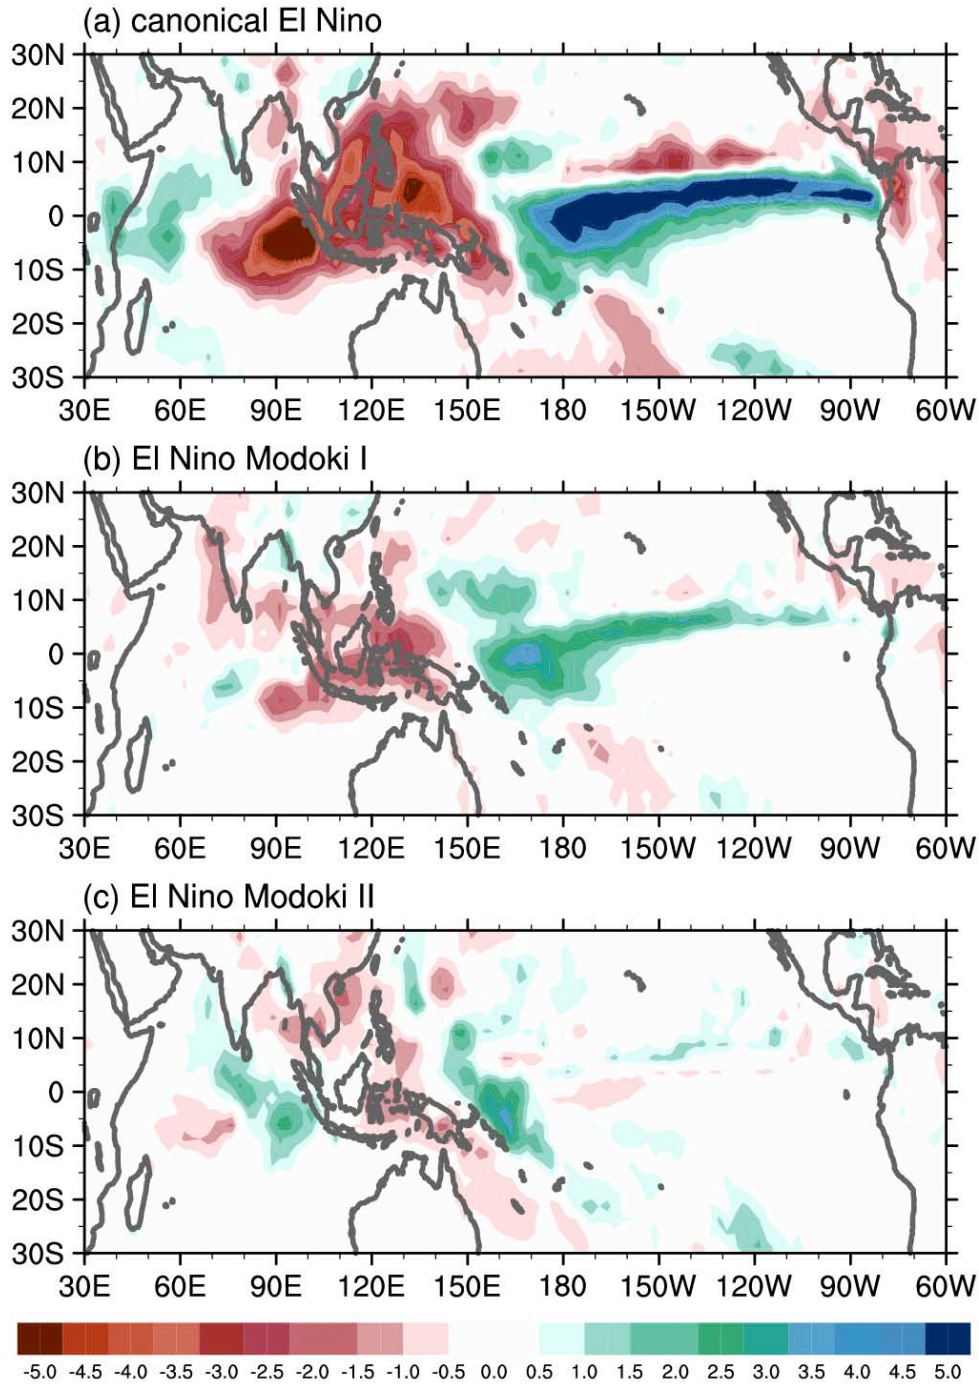 (a) canonical El Nino
30N
20N
10N
0
10S
20S
30S
30E 60E 90E 120E 150E 180 150W 120W 90W 60W
(b) El Nino Modoki I
30N
20N
10N
0
10S
20S
30S
30E 60E 90E 120E 150E 180 150W 120W 90W 60W
(c) El Nino Modoki II
30N
20N
10N
0
10S
20S
30S
30E 60E 90E 120E 150E 180 150W 120W 90W 60W
-5.0 -4.5 -4.0 -3.5 -3.0 -2.5 -2.0 -1.5 -1.0 -0.5 0.0 0.5 1.0 1.5 2.0 2.5 3.0 3.5 4.0 4.5 5.0